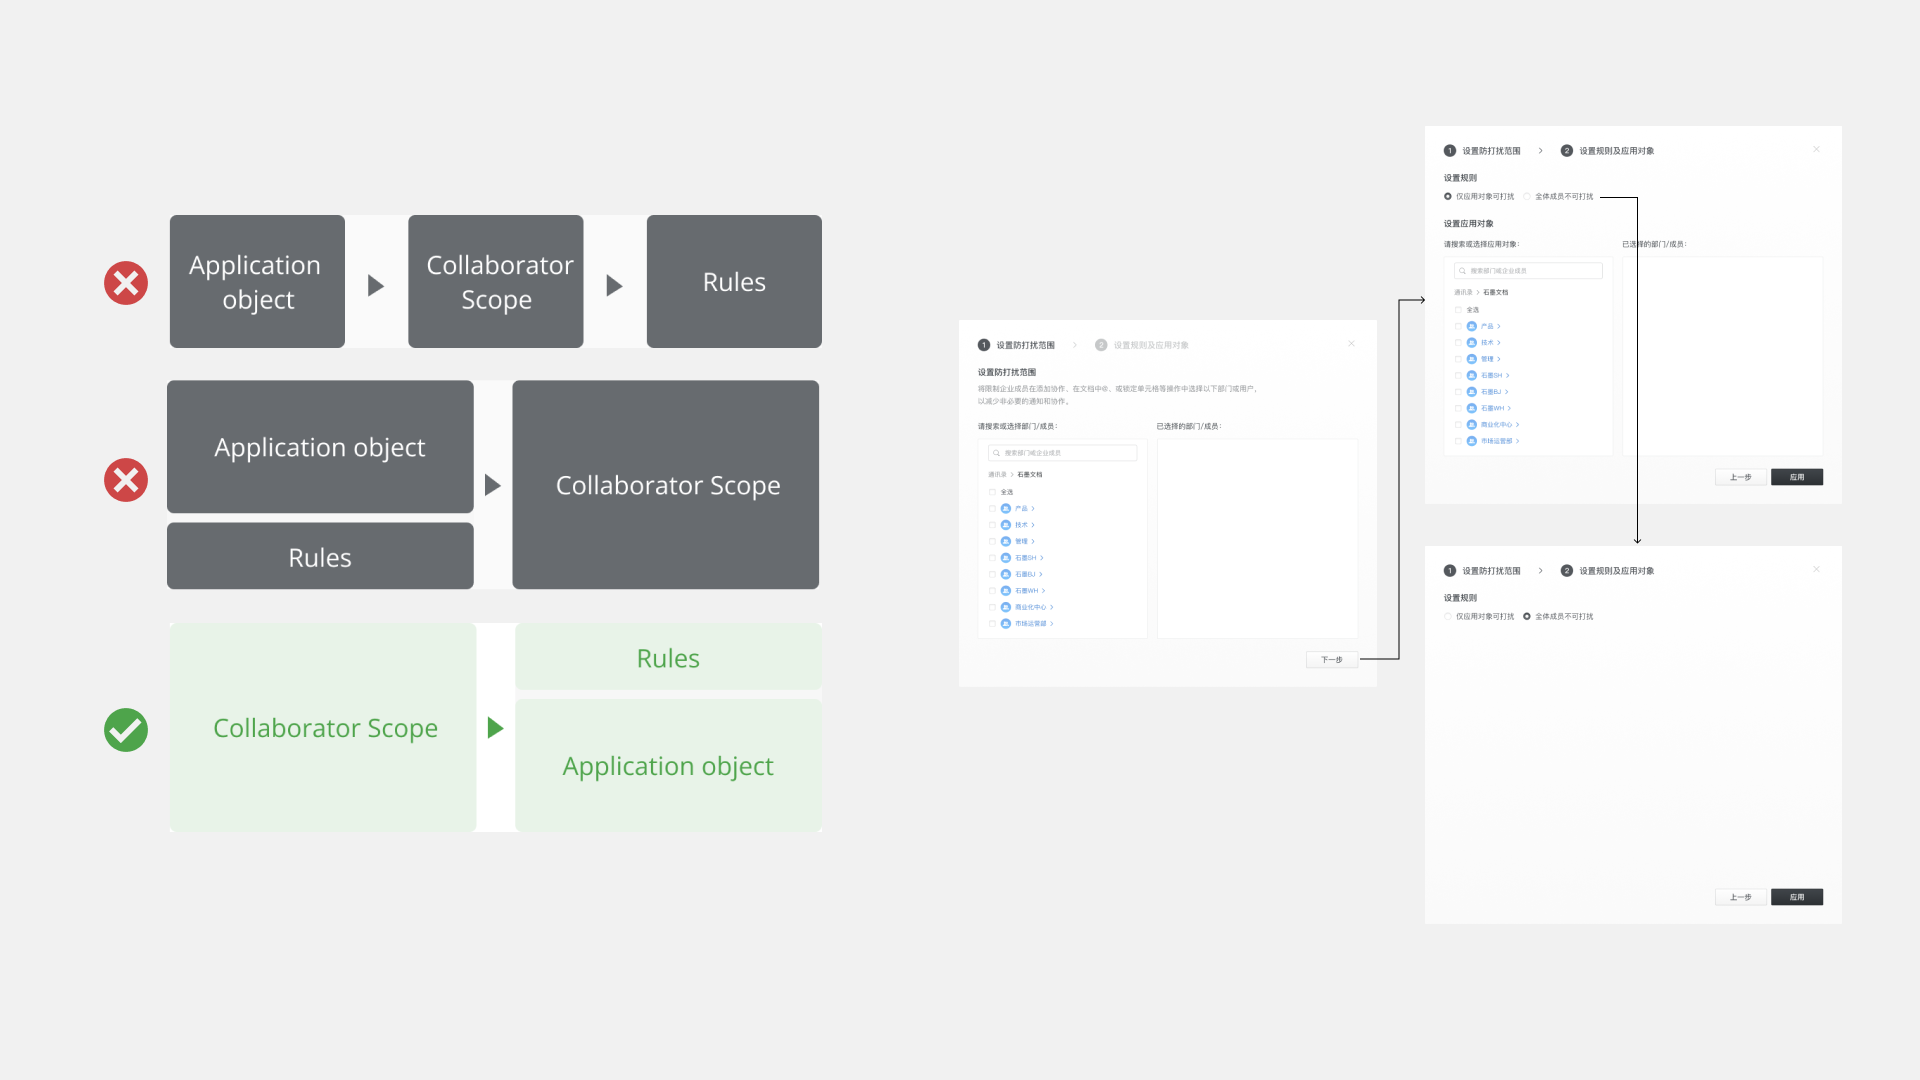 Application
object
Collaborator
Scope
Rules
Application object
Rules
Collaborator Scope
Collaborator Scope
Rules
Application object
1 设置防打扰范围
2 设置规则及应用对象
设置防打扰范围
将限制企业成员在添加协作、在文档中@、或锁定单元格等操作中选择以下部门或用户，
以减少非必要的通知和协作。
请搜索或选择部门/成员：
已选择的部门/成员：
搜索部门或企业成员
通讯录 > 石墨文档
全选
产品 >
技术 >
管理 >
石墨SH >
石墨BJ >
石墨WH >
商业化中心 >
市场运营部 >
下一步
1 设置防打扰范围 > 2 设置规则及应用对象
设置规则
仅应用对象可打扰
全体成员不可打扰
设置应用对象
请搜索或选择应用对象：
已选择的部门/成员：
搜索部门或企业成员
通讯录 > 石墨文档
全选
产品 >
技术 >
管理 >
石墨SH >
石墨BJ >
石墨WH >
商业化中心 >
市场运营部 >
上一步
应用
1 设置防打扰范围 > 2 设置规则及应用对象
设置规则
仅应用对象可打扰
全体成员不可打扰
上一步
应用